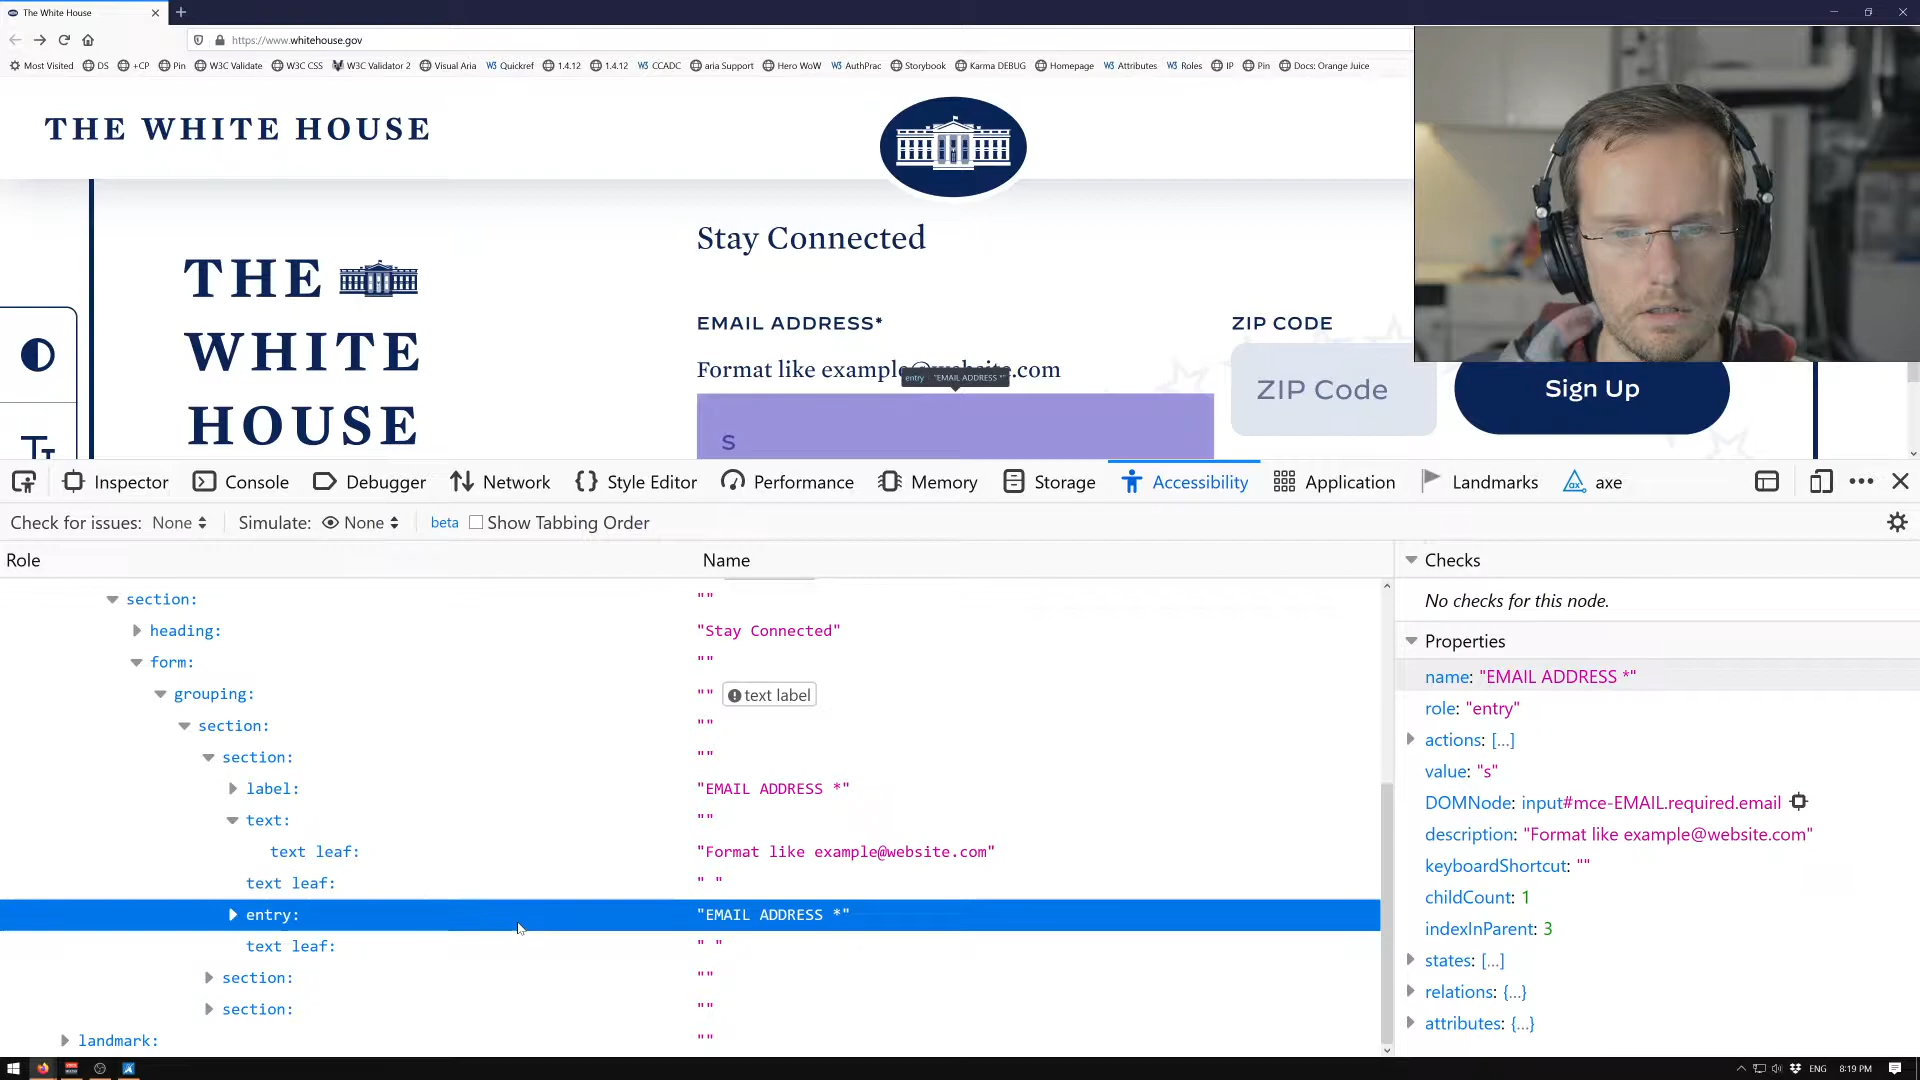 The White House
https://www.whitehouse.gov
Most Visited DS +CP Pin W3C Validate W3C CSS W3C Validator 2 Visual Aria W3 Quickref 1.4.12 1.4.12 W3 CCADC aria Support Hero WoW W3 AuthPrac Storybook Karma DEBUG Homepage W3 Attributes W3 Roles IP Pin Docs: Orange Juice
THE WHITE HOUSE
Stay Connected
THE
WHITE
HOUSE
EMAIL ADDRESS*
ZIP CODE
Format like example@website.com
entry "EMAIL ADDRESS *"
s
ZIP Code
Sign Up
Tт
Inspector Console Debugger Network Style Editor Performance Memory Storage Accessibility Application Landmarks axe
Check for issues: None Simulate: None beta Show Tabbing Order
Role Name
section: ""
heading: "Stay Connected"
form: ""
grouping: "" text label
section: ""
section: ""
label: "EMAIL ADDRESS *"
text: ""
text leaf: "Format like example@website.com"
text leaf: " "
entry: "EMAIL ADDRESS *"
text leaf: " "
section: ""
section: ""
landmark: ""
Checks
No checks for this node.
Properties
name: "EMAIL ADDRESS *"
role: "entry"
actions: […]
value: "s"
DOMNode: input#mce-EMAIL.required.email
description: "Format like example@website.com"
keyboardShortcut: ""
childCount: 1
indexInParent: 3
states: […]
relations: {…}
attributes: {…}
ENG 8:19 PM